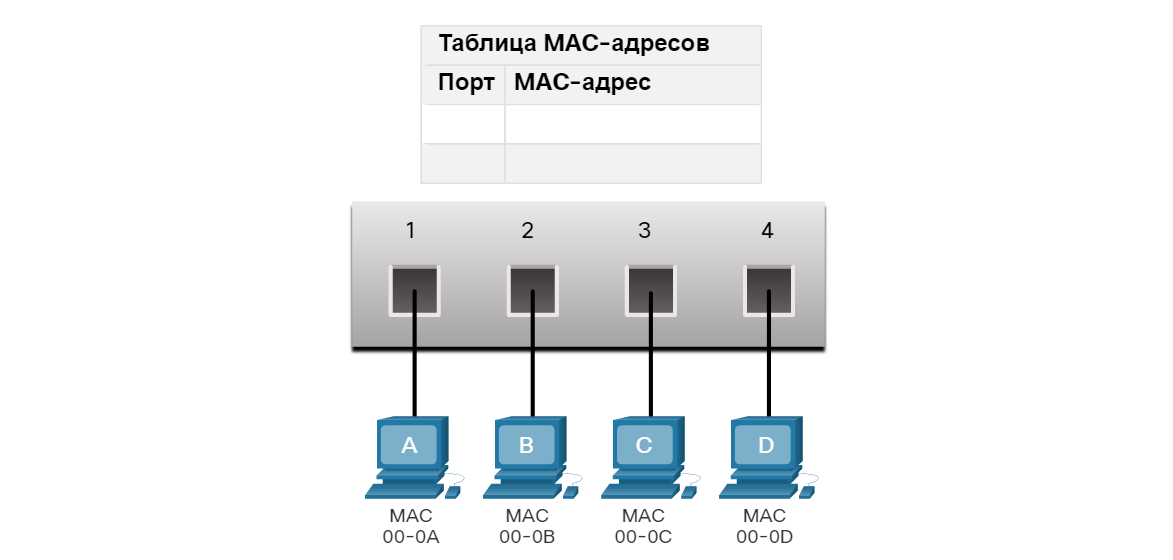 Таблица MAC-адресов
Порт MAC-адрес
1 2 3 4
A B C D
MAC MAC MAC MAC
00-0A 00-0B 00-0C 00-0D